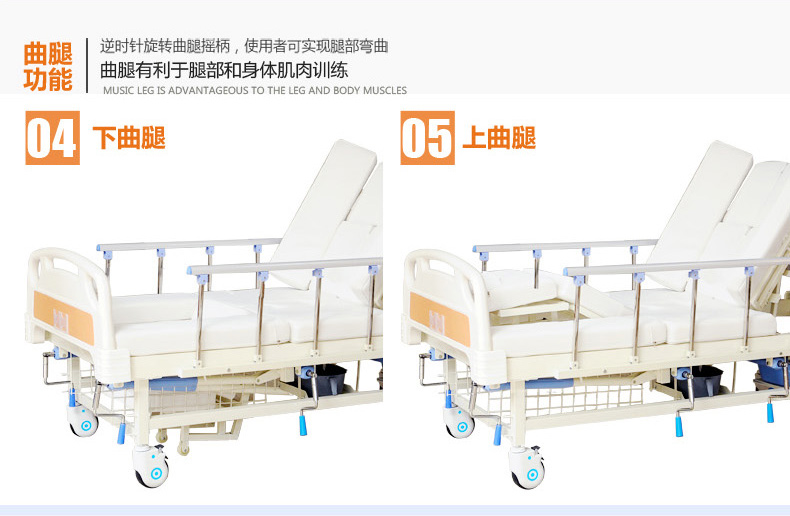 曲腿
功能
逆时针旋转曲腿摇柄，使用者可实现腿部弯曲
曲腿有利于腿部和身体肌肉训练
MUSIC LEG IS ADVANTAGEOUS TO THE LEG AND BODY MUSCLES
04 下曲腿
05 上曲腿